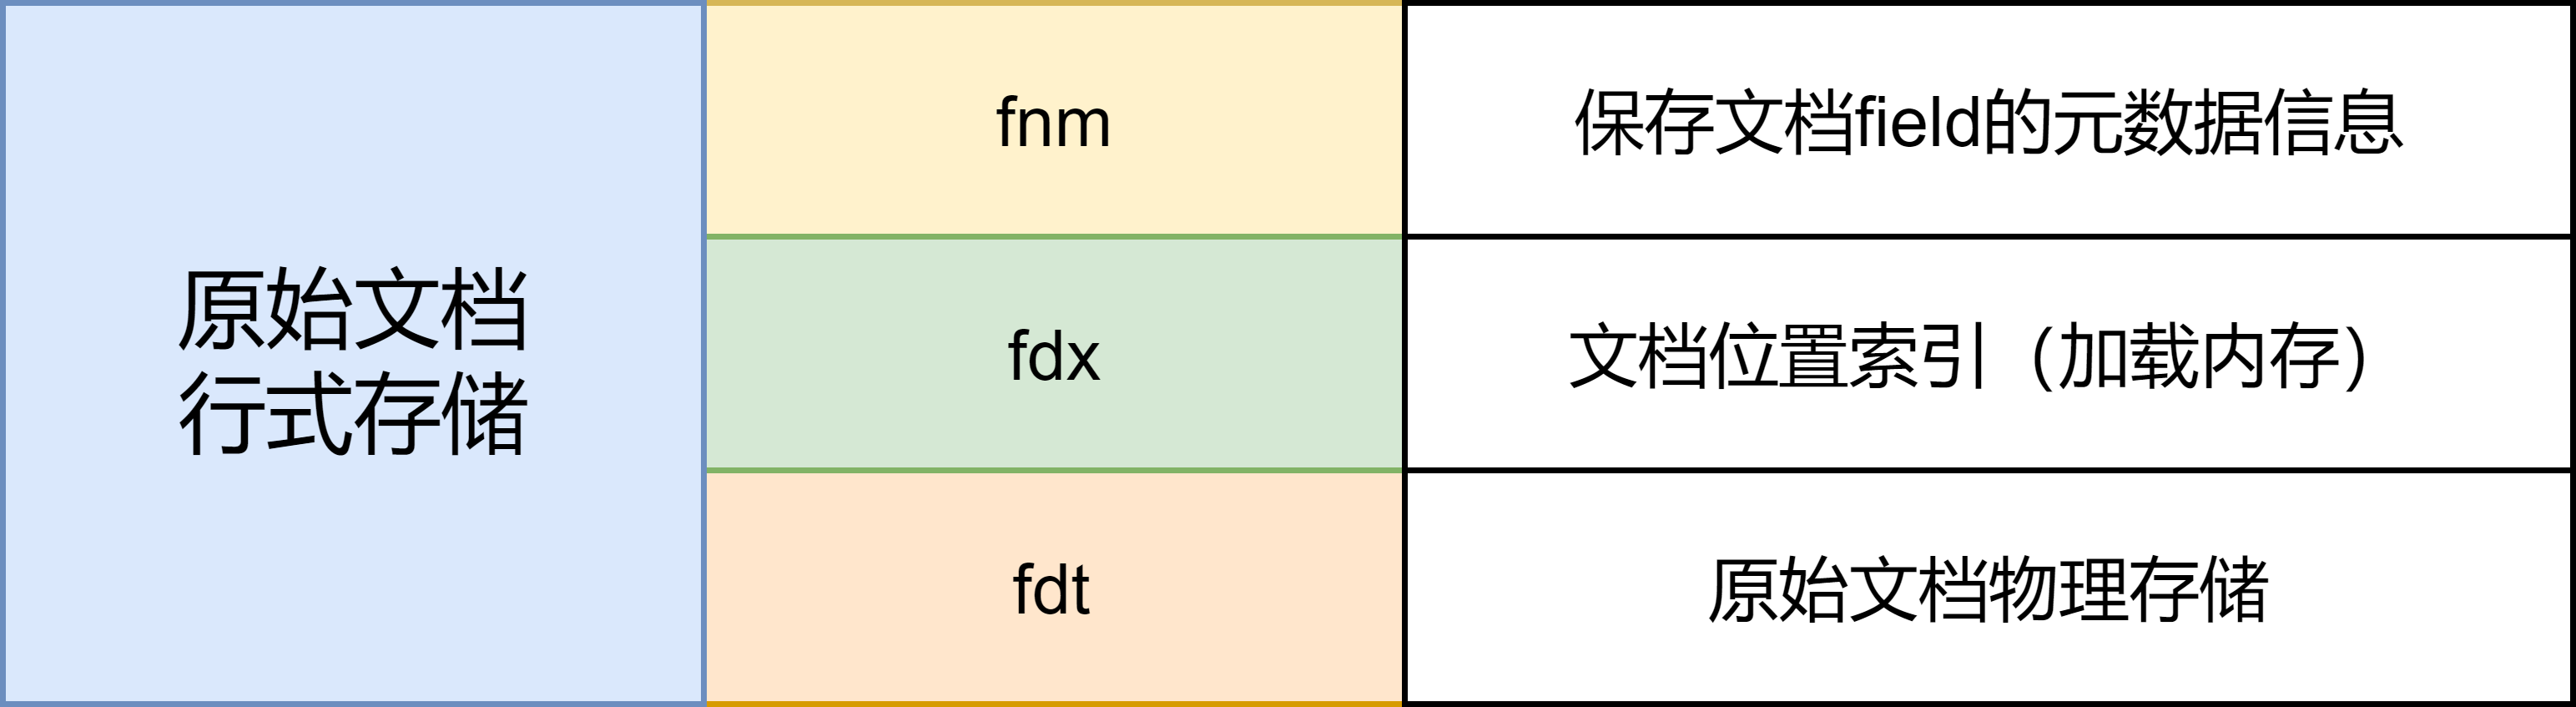 原始文档
行式存储
fnm
保存文档field的元数据信息
fdx
文档位置索引（加载内存）
fdt
原始文档物理存储